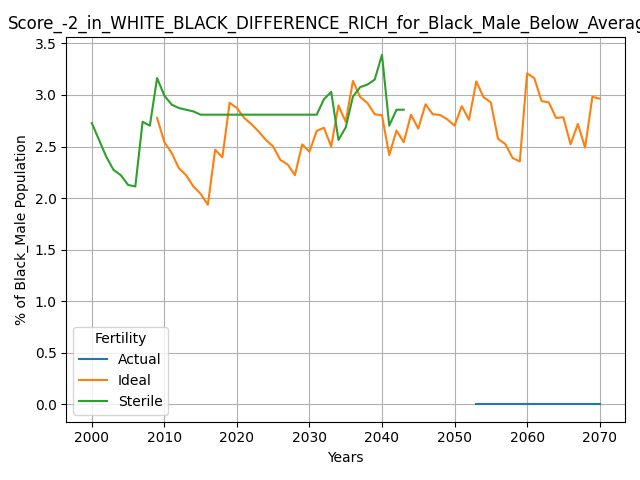 Score_-2_in_WHITE_BLACK_DIFFERENCE_RICH_for_Black_Male_Below_Averag
3.5
3.0
2.5
2.0
1.5
1.0
0.5
0.0
% of Black_Male Population
Fertility
Actual
Ideal
Sterile
2000 2010 2020 2030 2040 2050 2060 2070
Years